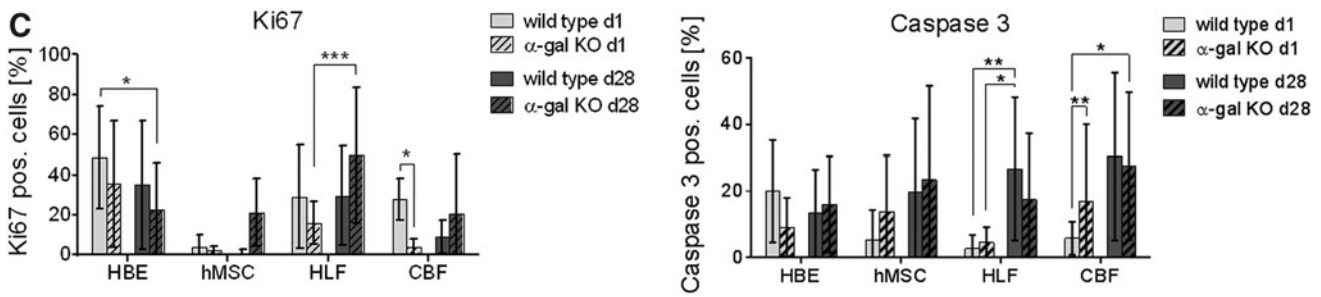 C
Ki67
wild type d1
α-gal KO d1
wild type d28
α-gal KO d28
Ki67 pos. cells [%]
100
80
60
40
20
0
*
***
*
HBE hMSC HLF CBF
Caspase 3
wild type d1
α-gal KO d1
wild type d28
α-gal KO d28
Caspase 3 pos. cells [%]
60
40
20
0
**
*
*
**
HBE hMSC HLF CBF